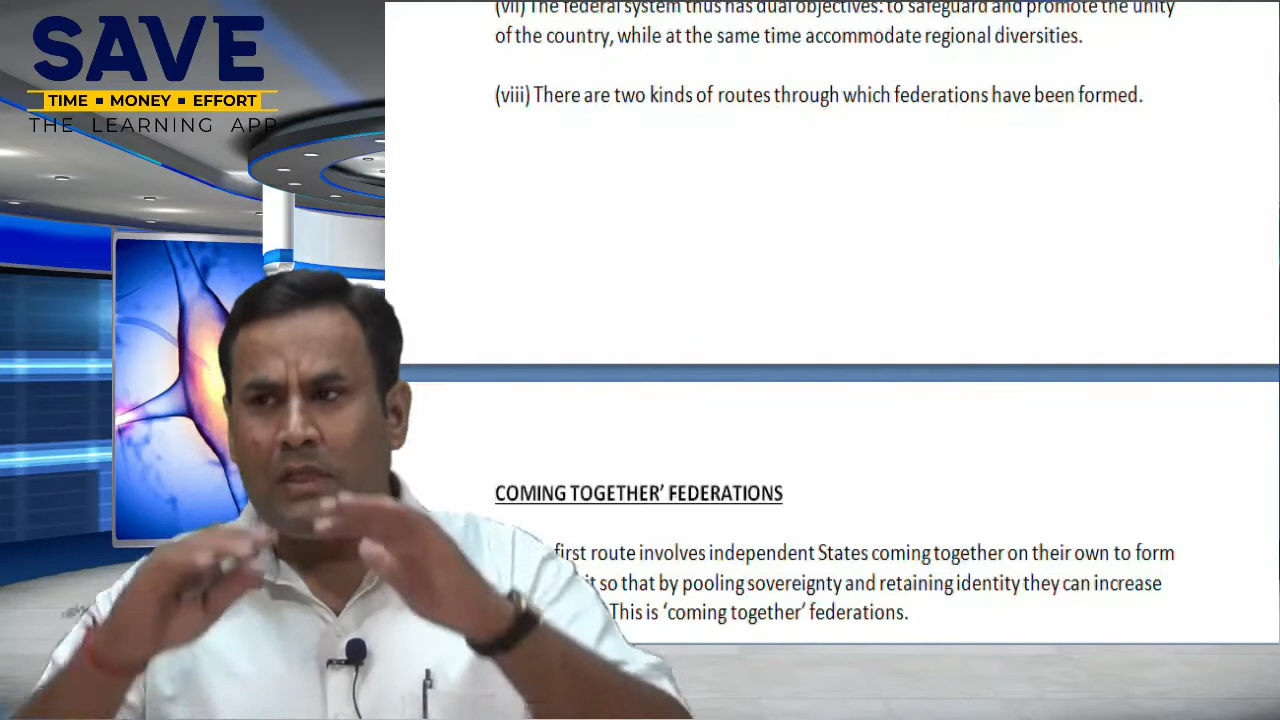 SAVE
TIME ▪ MONEY ▪ EFFORT
THE LEARNING APP
(vii) The federal system thus has dual objectives: to safeguard and promote the unity
of the country, while at the same time accommodate regional diversities.
(viii) There are two kinds of routes through which federations have been formed.
COMING TOGETHER’ FEDERATIONS
first route involves independent States coming together on their own to form
it so that by pooling sovereignty and retaining identity they can increase
This is ‘coming together’ federations.